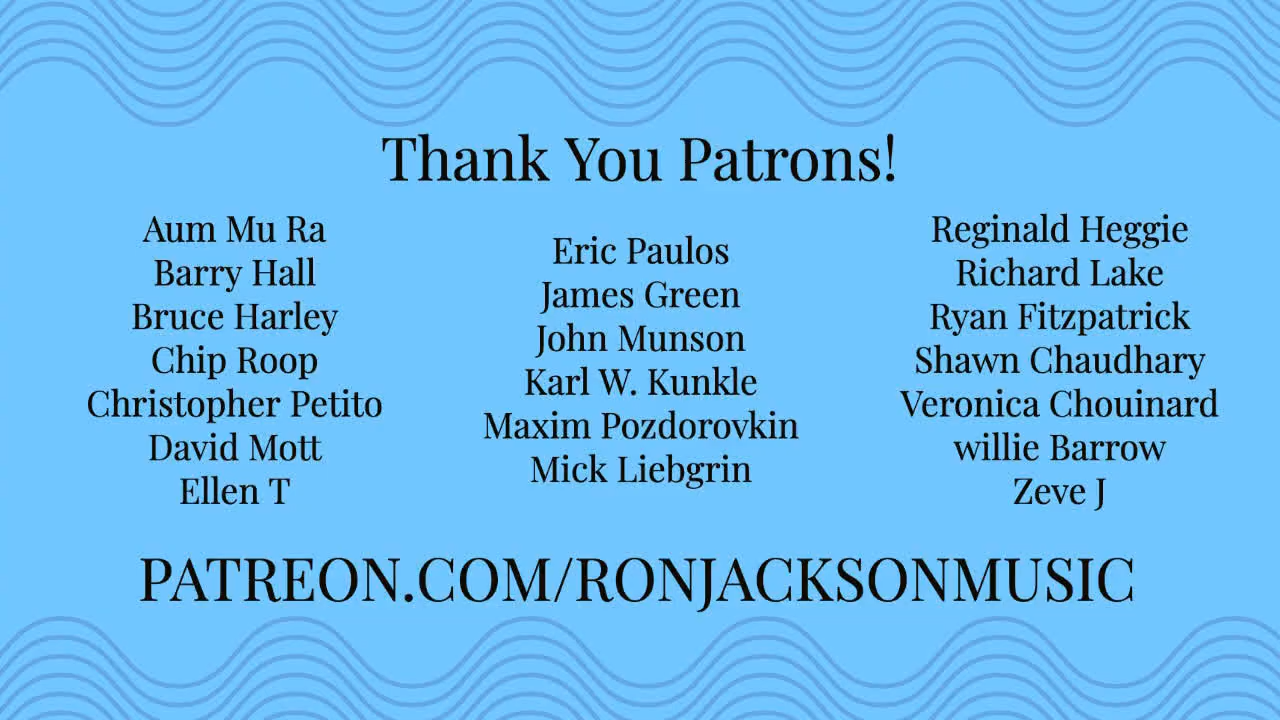 Thank You Patrons!
Aum Mu Ra
Barry Hall
Bruce Harley
Chip Roop
Christopher Petito
David Mott
Ellen T
Eric Paulos
James Green
John Munson
Karl W. Kunkle
Maxim Pozdorovkin
Mick Liebgrin
Reginald Heggie
Richard Lake
Ryan Fitzpatrick
Shawn Chaudhary
Veronica Chouinard
willie Barrow
Zeve J
PATREON.COM/RONJACKSONMUSIC